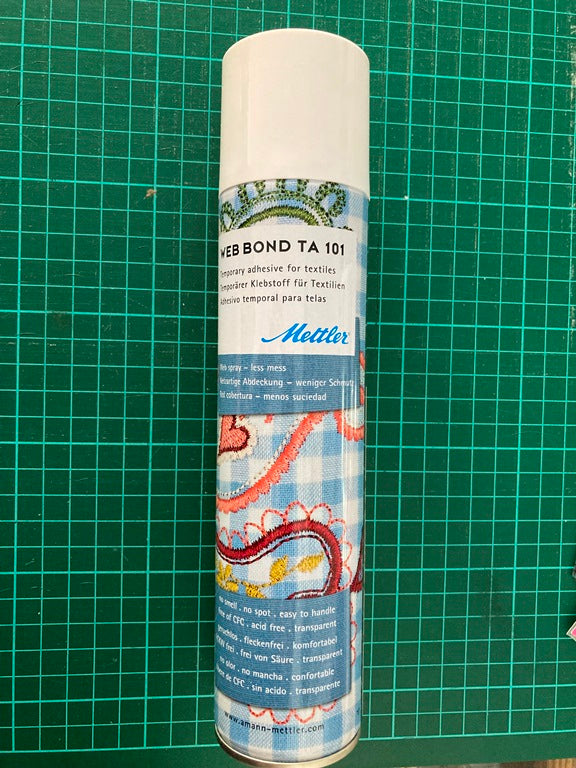 WEB BOND TA 101
Temporary adhesive for textiles
Temporärer Klebstoff für Textilien
Adhesivo temporal para telas
Mettler
Web spray – less mess
Netzartige Abdeckung – weniger Schmutz
Red cobertura – menos suciedad
no smell . no spot . easy to handle
free of CFC . acid free . transparent
geruchlos . fleckenfrei . komfortabel
FCKW frei . frei von Säure . transparent
no olor . no mancha . confortable
libre de CFC . sin acido . transparente
www.amann-mettler.com